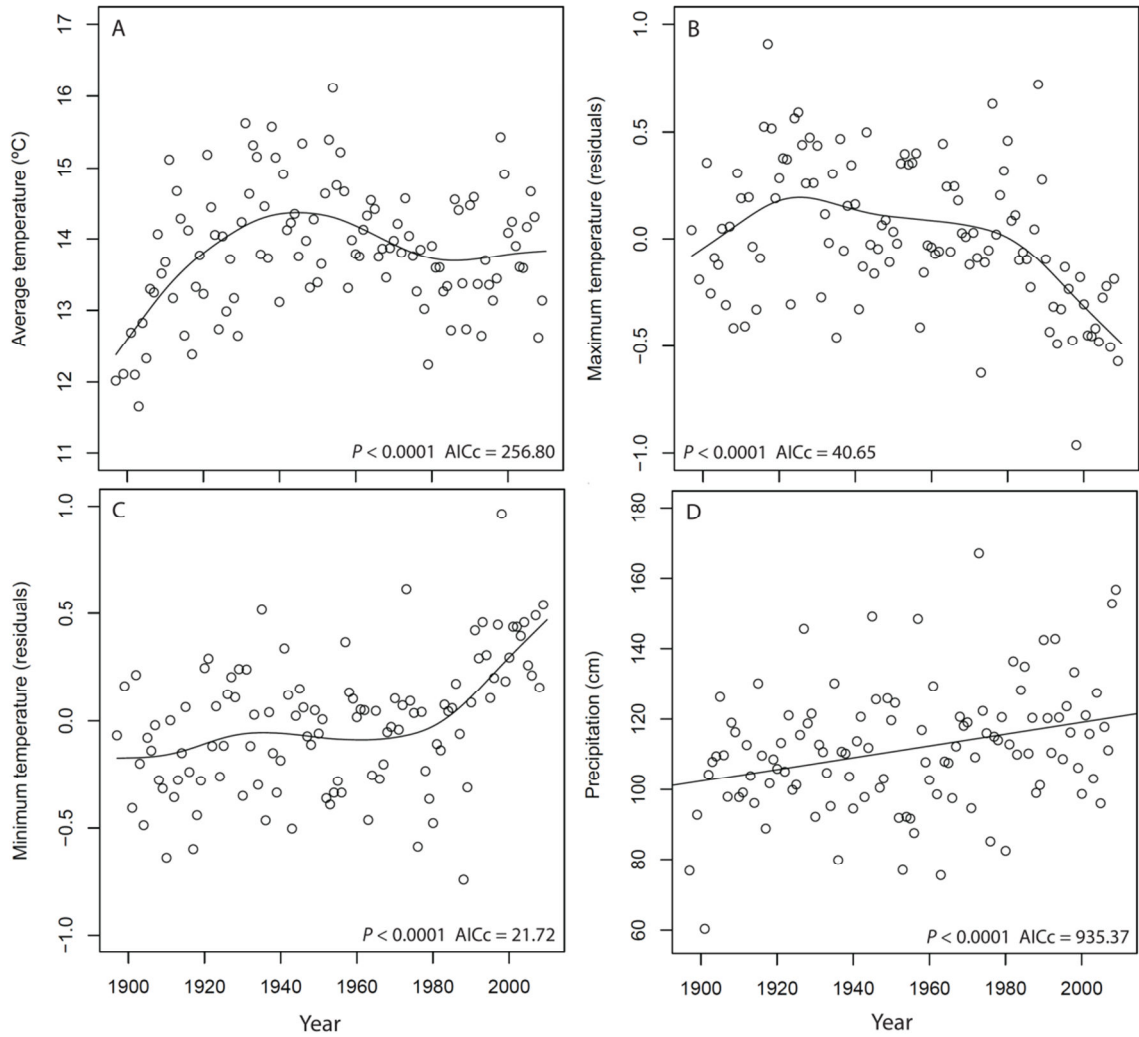 A
Average temperature (ºC)
17
16
15
14
13
12
11
P < 0.0001 AICc = 256.80
B
Maximum temperature (residuals)
1.0
0.5
0.0
−0.5
−1.0
P < 0.0001 AICc = 40.65
C
Minimum temperature (residuals)
1.0
0.5
0.0
−0.5
−1.0
P < 0.0001 AICc = 21.72
1900 1920 1940 1960 1980 2000
Year
D
Precipitation (cm)
180
160
140
120
100
80
60
P < 0.0001 AICc = 935.37
1900 1920 1940 1960 1980 2000
Year